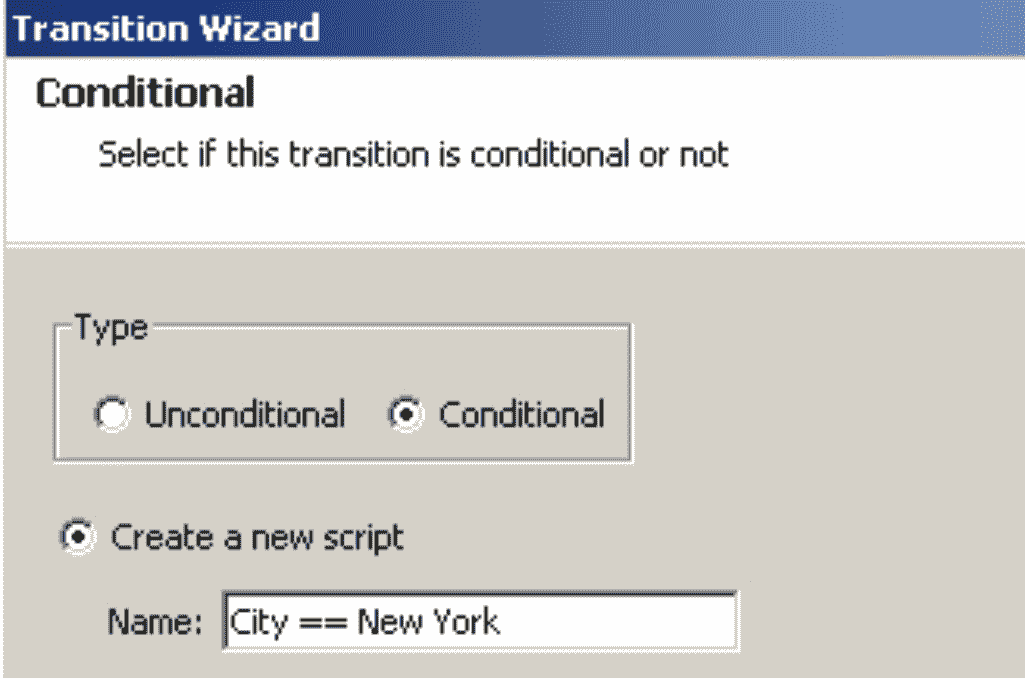 Transition Wizard
Conditional
Select if this transition is conditional or not
Type
Unconditional Conditional
Create a new script
Name: City == New York